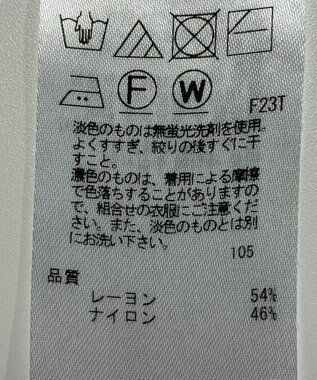 F W
F23T
淡色のものは無蛍光洗剤を使用。
よくすすぎ、絞りの後すぐに干
すこと。
濃色のものは、着用による摩擦
で色落ちすることがありますの
で、組合せの衣服にご注意くだ
さい。また、淡色のものとは別
にお洗い下さい。
105
品質
レーヨン 54%
ナイロン 46%